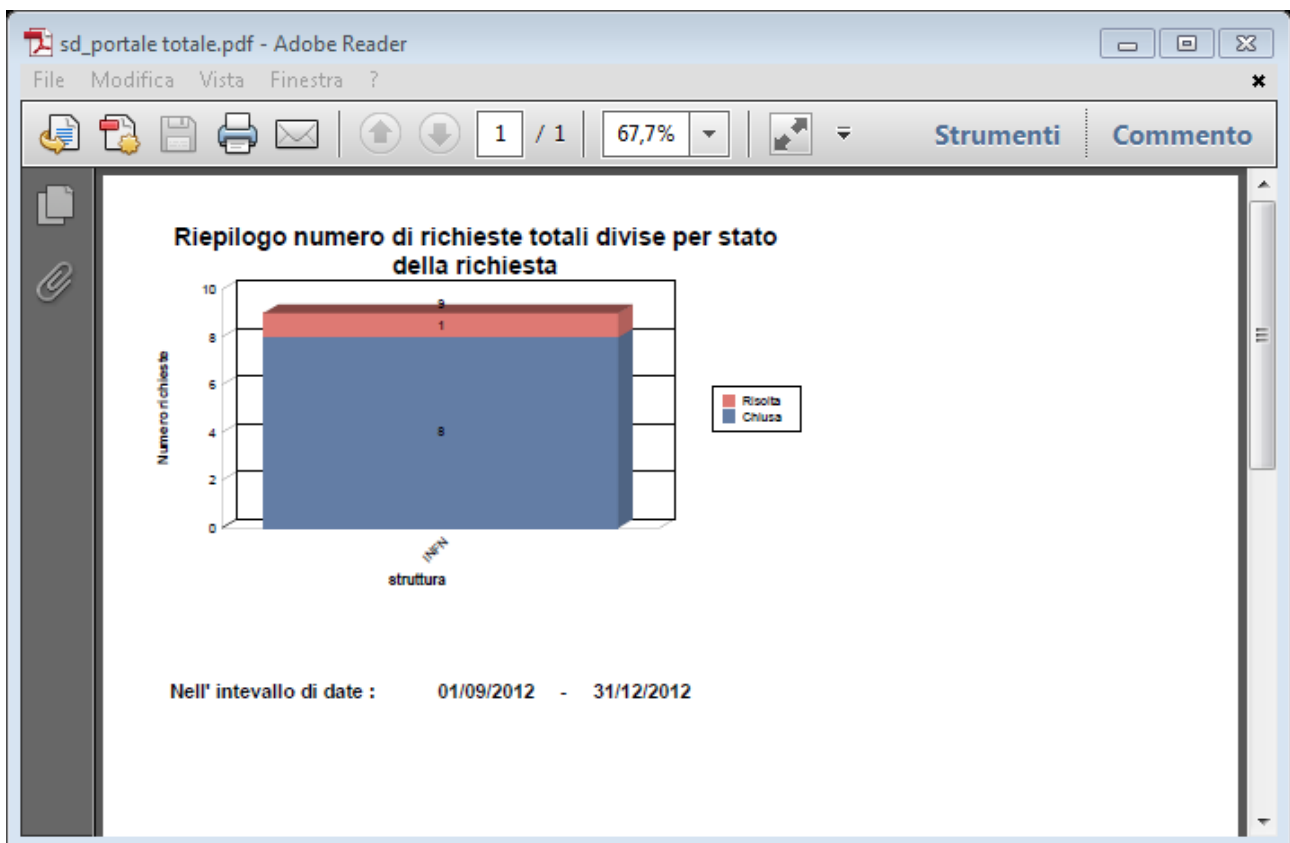 sd_portale totale.pdf - Adobe Reader
File Modifica Vista Finestra ?
1 / 1 67,7% Strumenti Commento
Riepilogo numero di richieste totali divise per stato
della richiesta
10
8
6
4
2
0
Numero richieste
9
1
8
INFN
struttura
Risolta
Chiusa
Nell' intevallo di date : 01/09/2012 - 31/12/2012